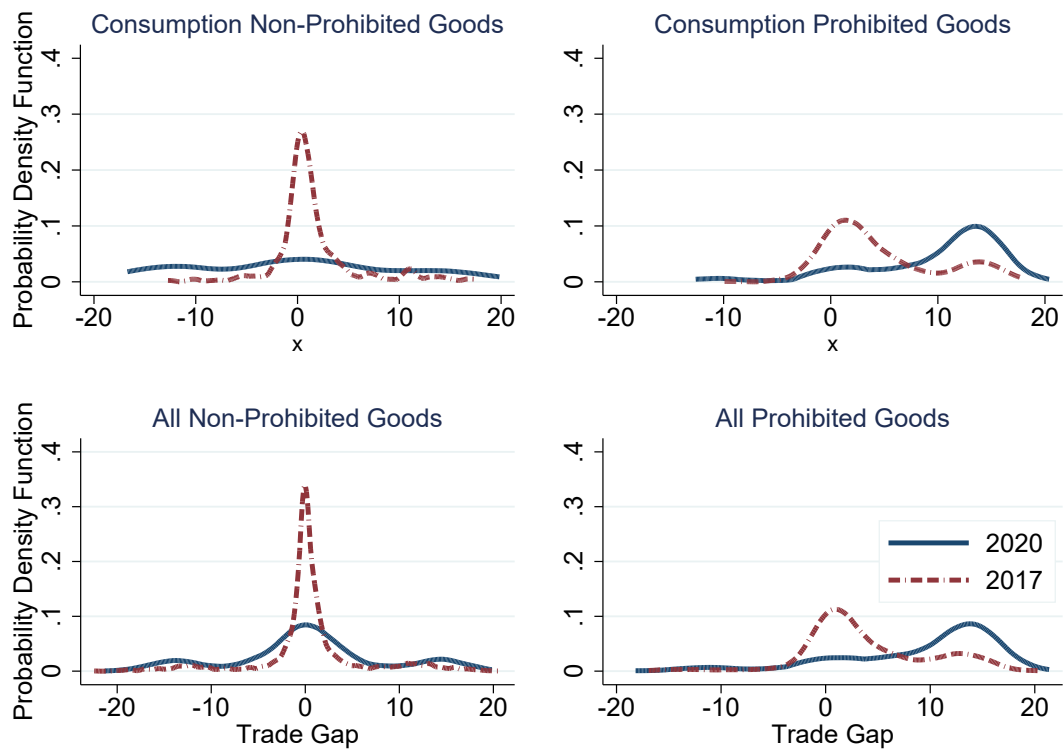 Consumption Non-Prohibited Goods
Probability Density Function
.4
.3
.2
.1
0
-20 -10 0 10 20
x
Consumption Prohibited Goods
.4
.3
.2
.1
0
-20 -10 0 10 20
x
All Non-Prohibited Goods
Probability Density Function
.4
.3
.2
.1
0
-20 -10 0 10 20
Trade Gap
All Prohibited Goods
.4
.3
.2
.1
0
2020
2017
-20 -10 0 10 20
Trade Gap